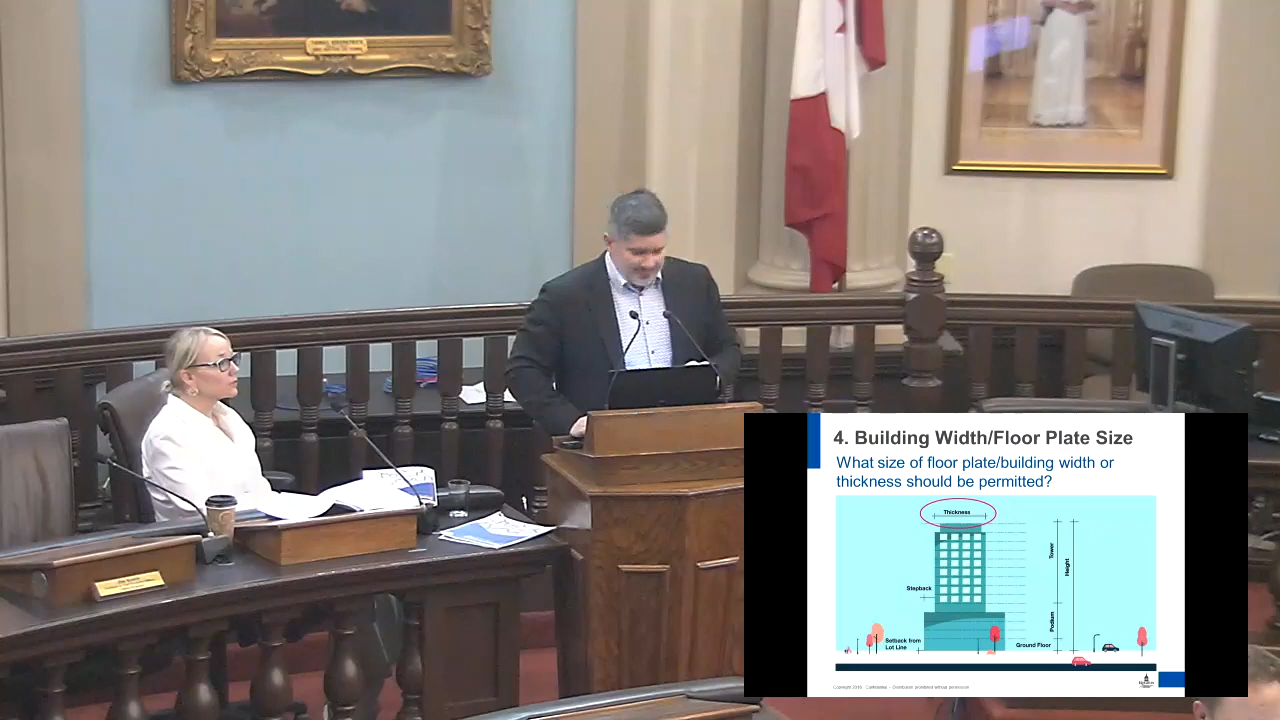 4. Building Width/Floor Plate Size
What size of floor plate/building width or
thickness should be permitted?
Thickness
Tower
Height
Stepback
Podium
Setback from
Lot Line
Ground Floor